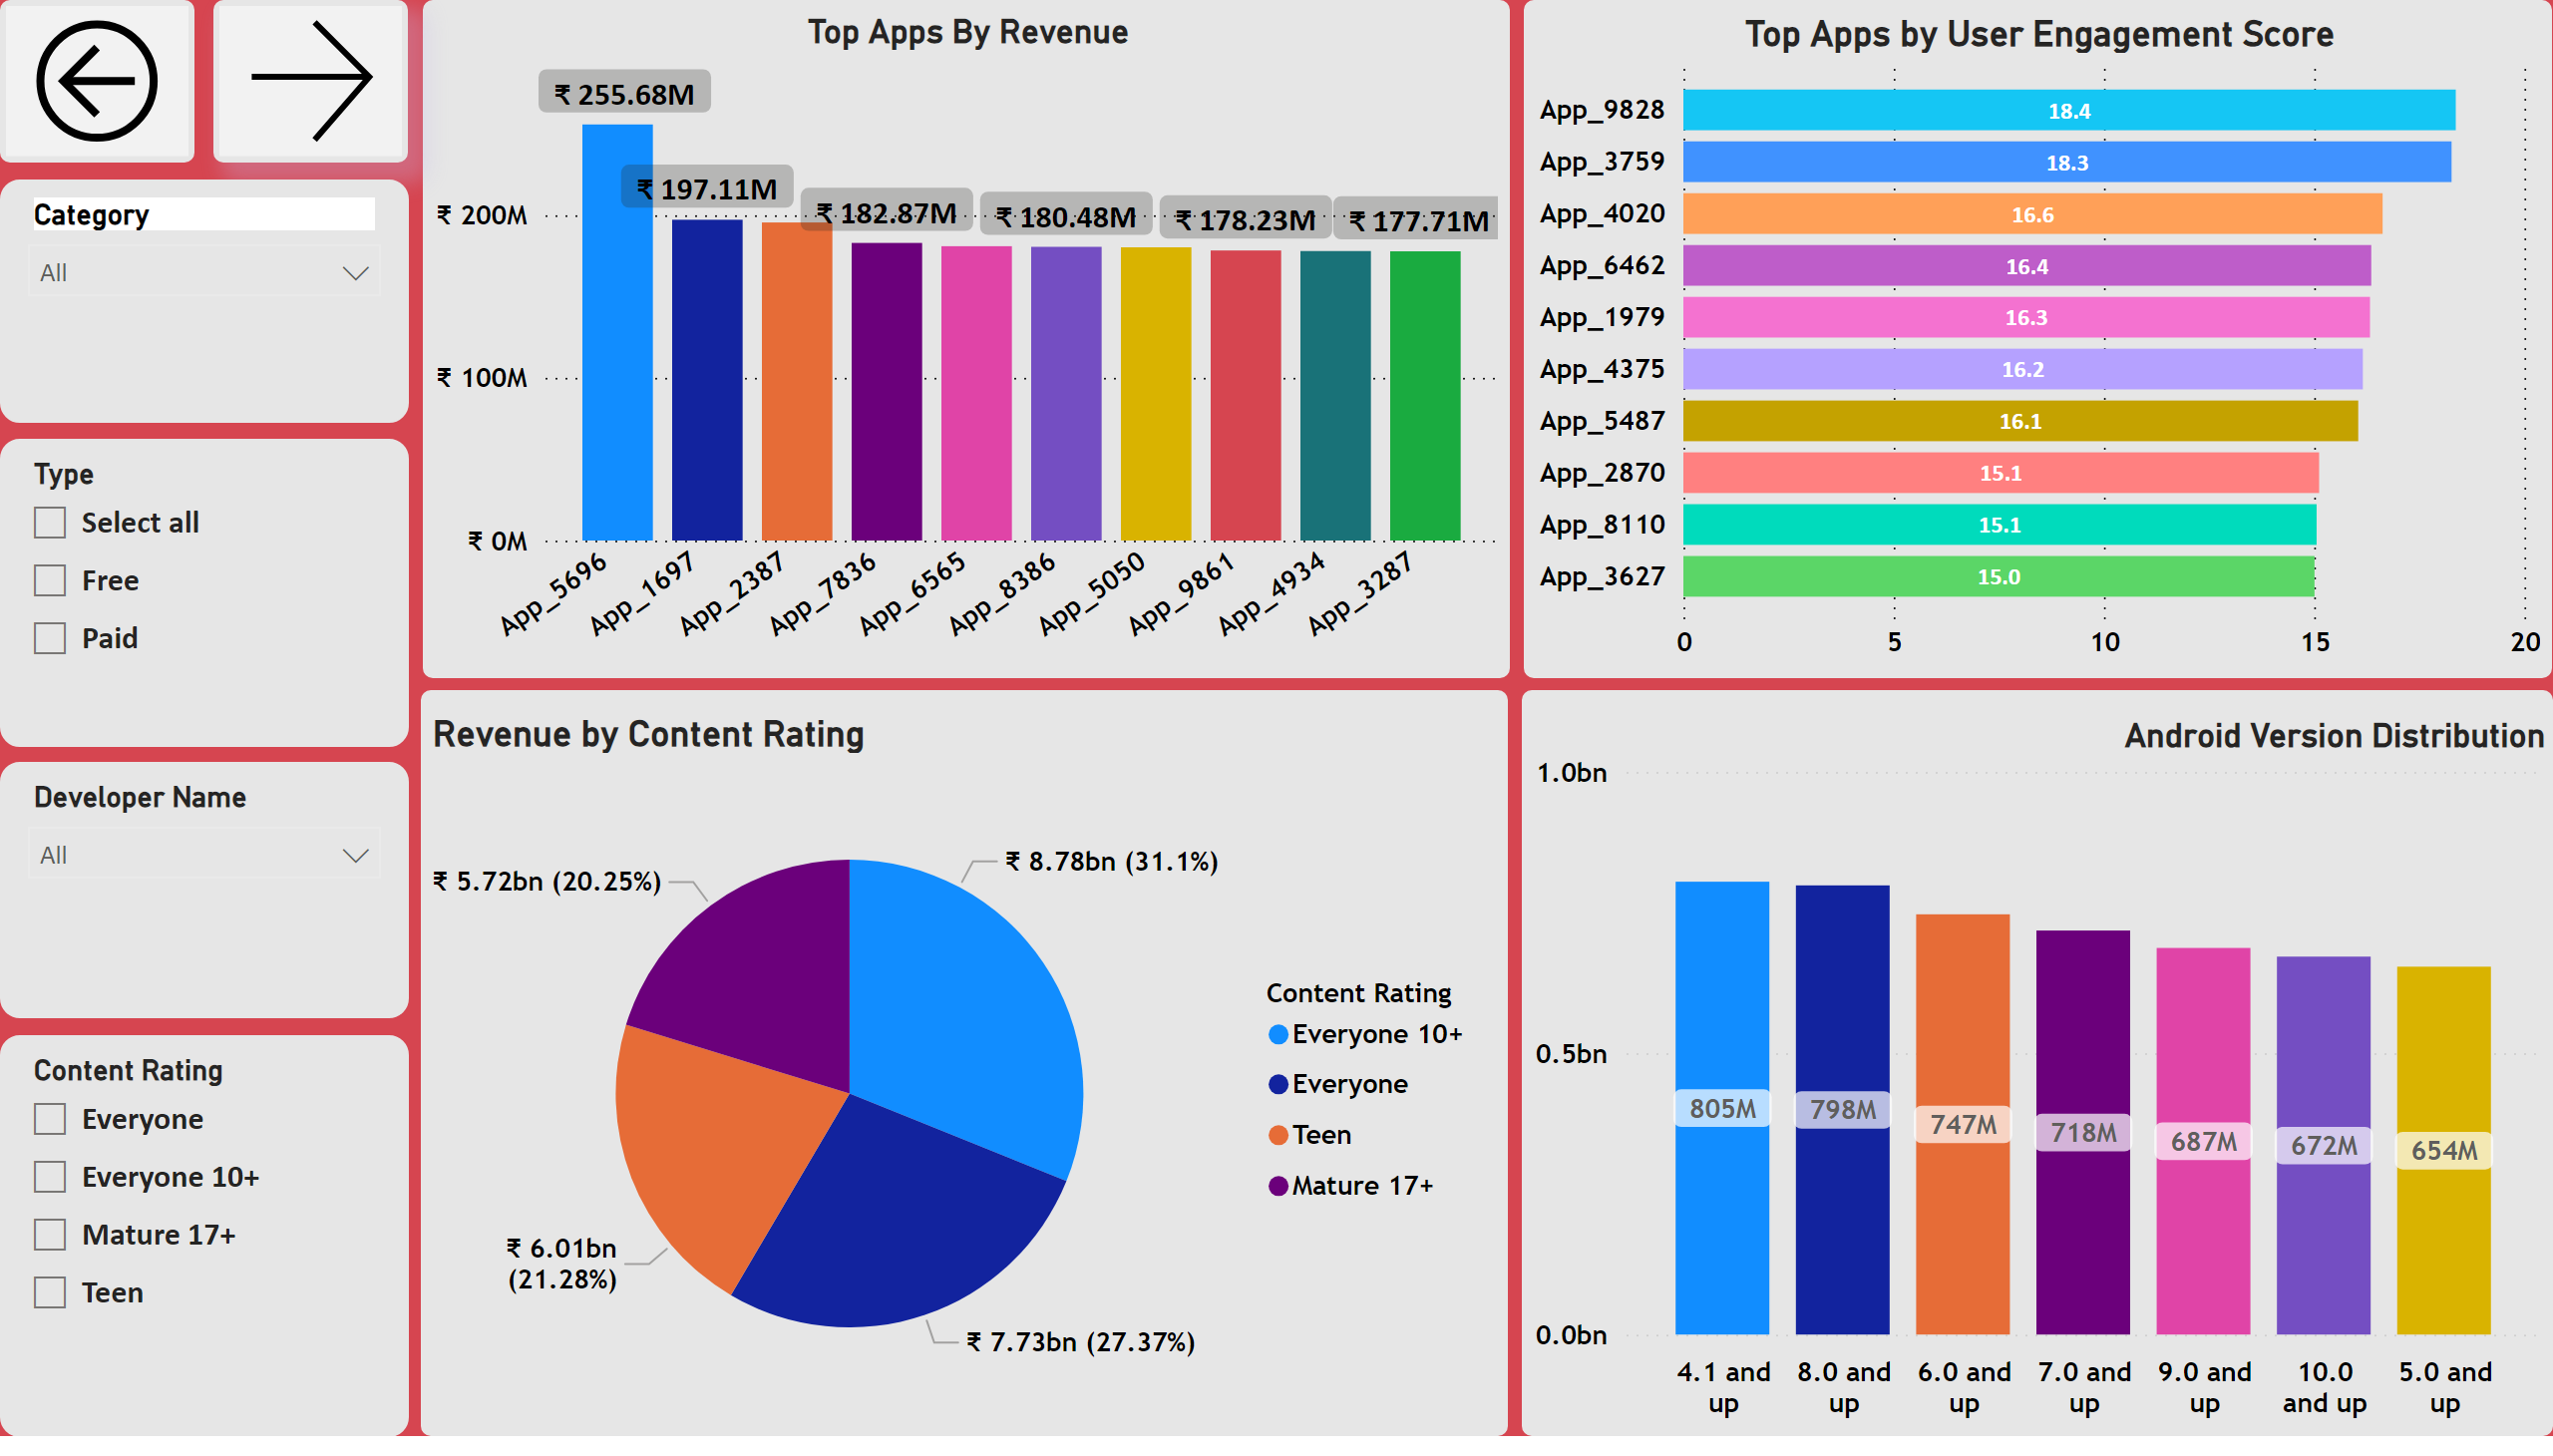 Category
All
Type
Select all
Free
Paid
Developer Name
All
Content Rating
Everyone
Everyone 10+
Mature 17+
Teen
Top Apps By Revenue
₹ 255.68M
₹ 197.11M
₹ 182.87M
₹ 180.48M
₹ 178.23M
₹ 177.71M
₹ 200M
₹ 100M
₹ 0M
App_5696
App_1697
App_2387
App_7836
App_6565
App_8386
App_5050
App_9861
App_4934
App_3287
Top Apps by User Engagement Score
App_9828 18.4
App_3759 18.3
App_4020 16.6
App_6462 16.4
App_1979 16.3
App_4375 16.2
App_5487 16.1
App_2870 15.1
App_8110 15.1
App_3627 15.0
0 5 10 15 20
Revenue by Content Rating
₹ 8.78bn (31.1%)
₹ 5.72bn (20.25%)
₹ 6.01bn
(21.28%)
₹ 7.73bn (27.37%)
Content Rating
Everyone 10+
Everyone
Teen
Mature 17+
Android Version Distribution
1.0bn
0.5bn
0.0bn
805M 798M 747M 718M 687M 672M 654M
4.1 and up
8.0 and up
6.0 and up
7.0 and up
9.0 and up
10.0 and up
5.0 and up